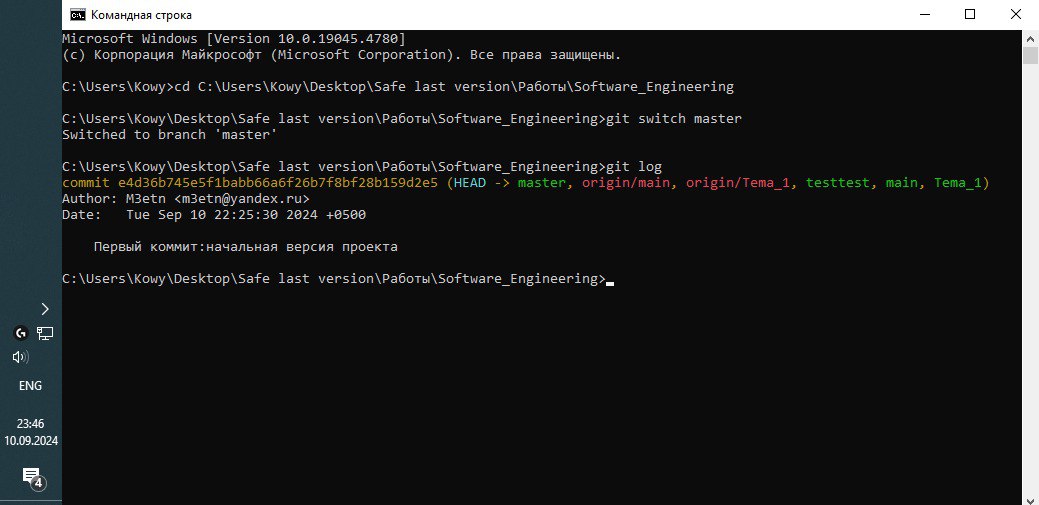 Командная строка
Microsoft Windows [Version 10.0.19045.4780]
(c) Корпорация Майкрософт (Microsoft Corporation). Все права защищены.
C:\Users\Kowy>cd C:\Users\Kowy\Desktop\Safe last version\Работы\Software_Engineering
C:\Users\Kowy\Desktop\Safe last version\Работы\Software_Engineering>git switch master
Switched to branch 'master'
C:\Users\Kowy\Desktop\Safe last version\Работы\Software_Engineering>git log
commit e4d36b745e5f1babb66a6f26b7f8bf28b159d2e5 (HEAD -> master, origin/main, origin/Tema_1, testtest, main, Tema_1)
Author: M3etn <m3etn@yandex.ru>
Date:   Tue Sep 10 22:25:30 2024 +0500
Первый коммит:начальная версия проекта
C:\Users\Kowy\Desktop\Safe last version\Работы\Software_Engineering>
ENG
23:46
10.09.2024
4